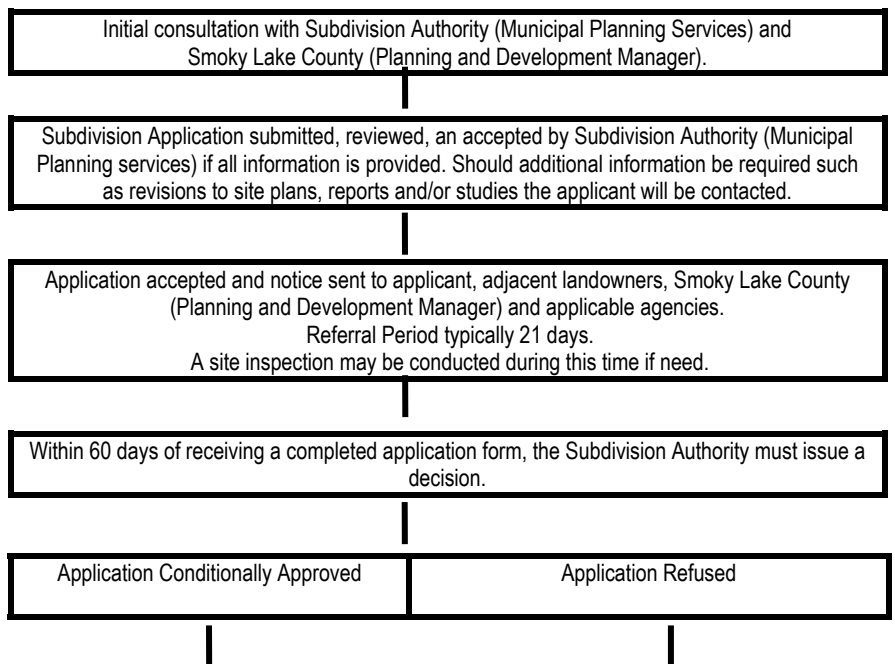 Initial consultation with Subdivision Authority (Municipal Planning Services) and
Smoky Lake County (Planning and Development Manager).
Subdivision Application submitted, reviewed, an accepted by Subdivision Authority (Municipal
Planning services) if all information is provided. Should additional information be required such
as revisions to site plans, reports and/or studies the applicant will be contacted.
Application accepted and notice sent to applicant, adjacent landowners, Smoky Lake County
(Planning and Development Manager) and applicable agencies.
Referral Period typically 21 days.
A site inspection may be conducted during this time if need.
Within 60 days of receiving a completed application form, the Subdivision Authority must issue a
decision.
Application Conditionally Approved
Application Refused